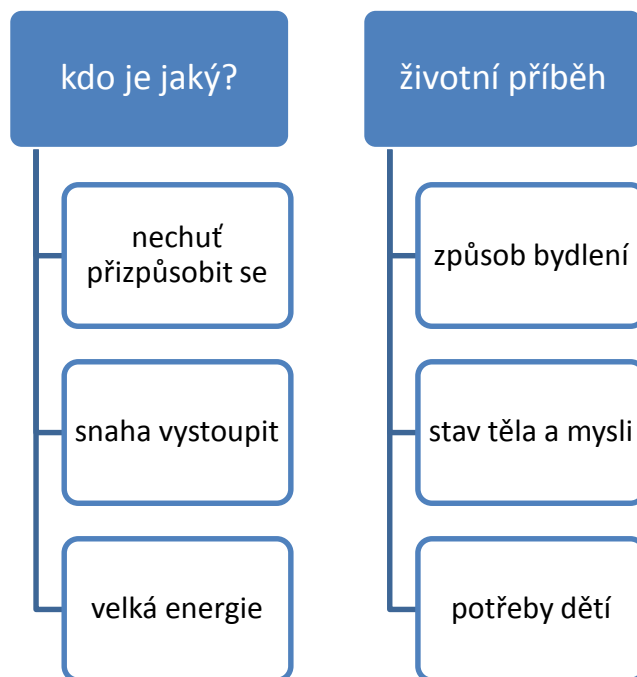 kdo je jaký?
nechuť
přizpůsobit se
snaha vystoupit
velká energie
životní příběh
způsob bydlení
stav těla a mysli
potřeby dětí